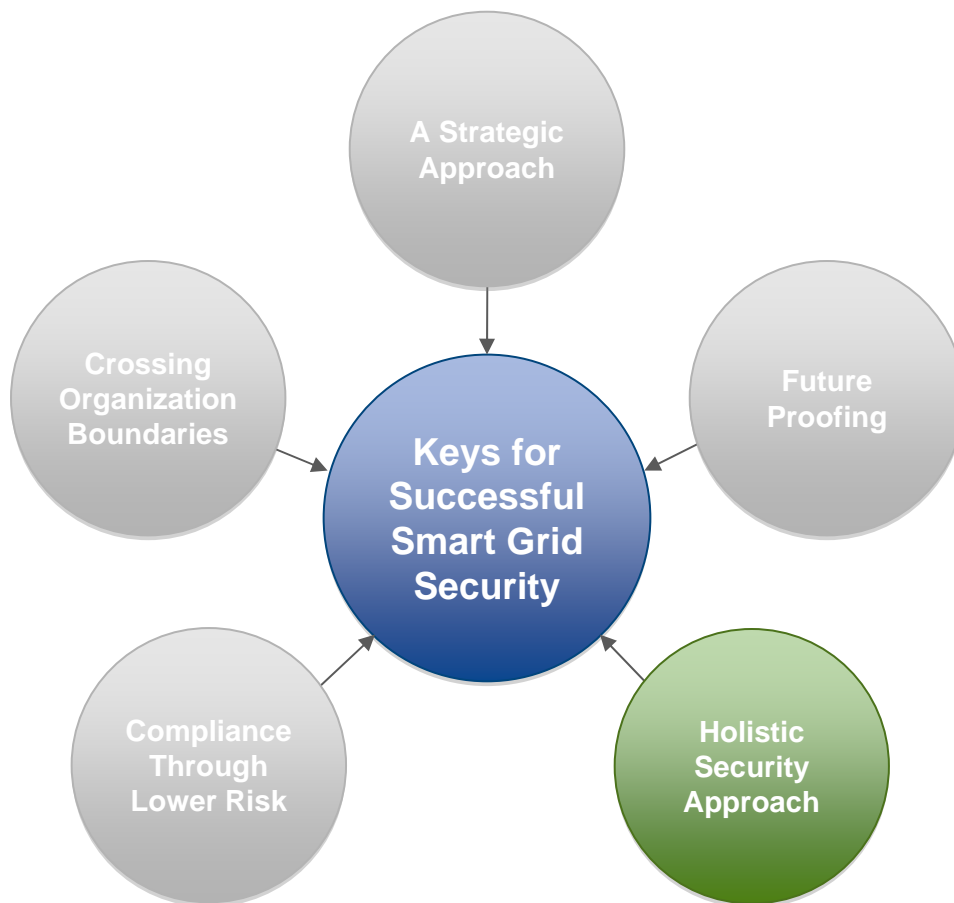 A Strategic
Approach
Crossing
Organization
Boundaries
Future
Proofing
Keys for
Successful
Smart Grid
Security
Compliance
Through
Lower Risk
Holistic
Security
Approach